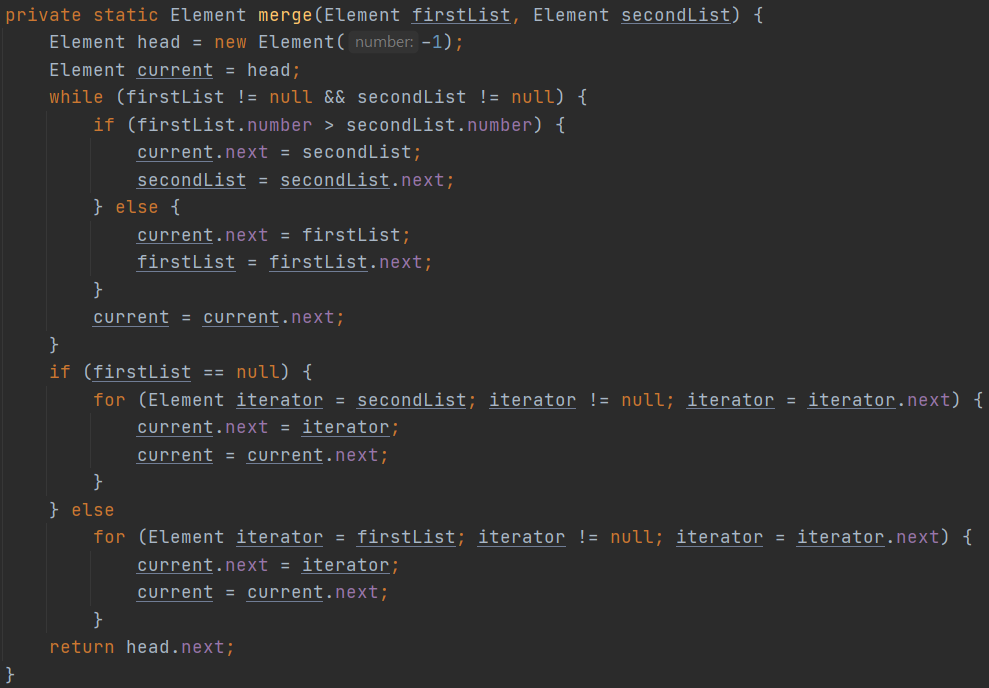 private static Element merge(Element firstList, Element secondList) {
    Element head = new Element( number: -1);
    Element current = head;
    while (firstList != null && secondList != null) {
        if (firstList.number > secondList.number) {
            current.next = secondList;
            secondList = secondList.next;
        } else {
            current.next = firstList;
            firstList = firstList.next;
        }
        current = current.next;
    }
    if (firstList == null) {
        for (Element iterator = secondList; iterator != null; iterator = iterator.next) {
            current.next = iterator;
            current = current.next;
        }
    } else
        for (Element iterator = firstList; iterator != null; iterator = iterator.next) {
            current.next = iterator;
            current = current.next;
        }
    return head.next;
}